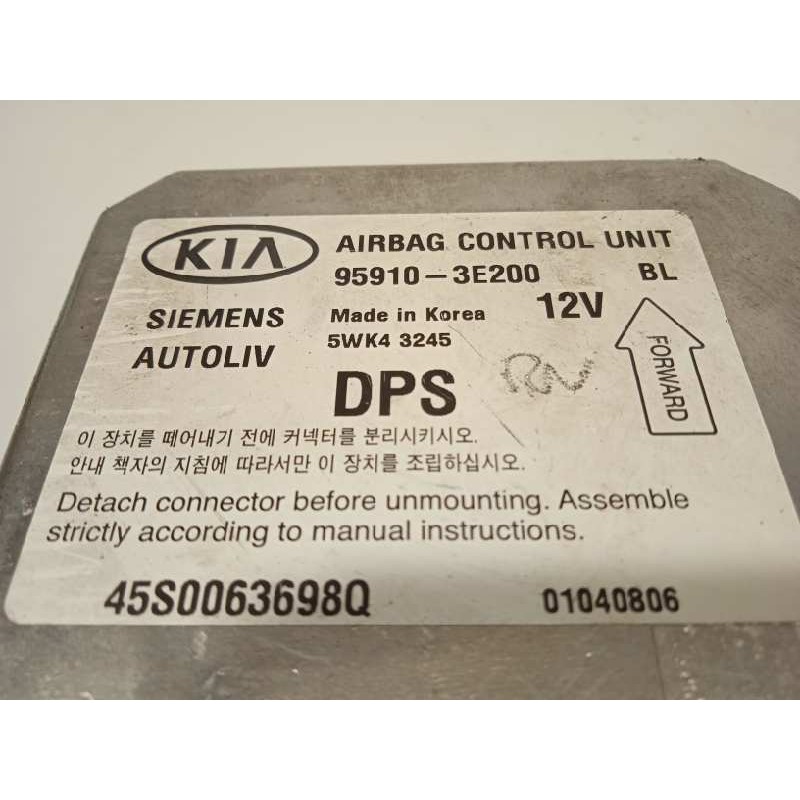 KIA AIRBAG CONTROL UNIT
95910-3E200 BL
SIEMENS Made in Korea 12V
AUTOLIV 5WK4 3245
FORWARD
DPS
이 장치를 떼어내기 전에 커넥터를 분리시키시오.
안내 책자의 지침에 따라서만 이 장치를 조립하십시오.
Detach connector before unmounting. Assemble
strictly according to manual instructions.
45S0063698Q 01040806